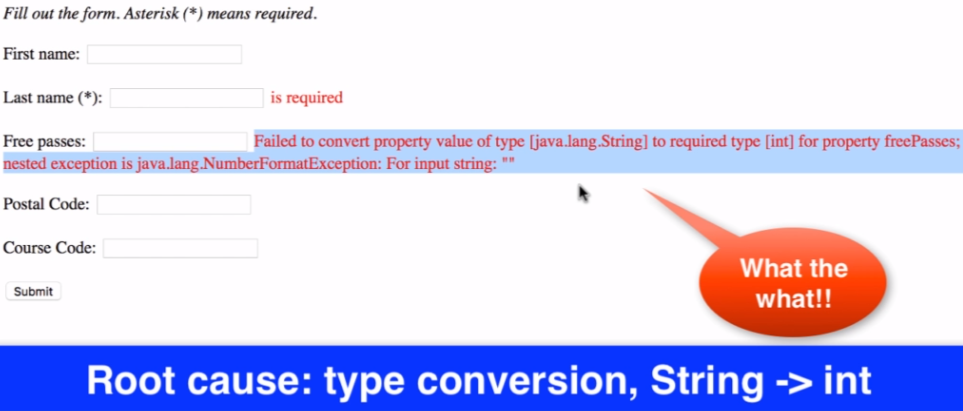 Fill out the form. Asterisk (*) means required.
First name:
Last name (*): is required
Free passes: Failed to convert property value of type [java.lang.String] to required type [int] for property freePasses;
nested exception is java.lang.NumberFormatException: For input string: ""
Postal Code:
Course Code:
Submit
What the
what!!
Root cause: type conversion, String -> int